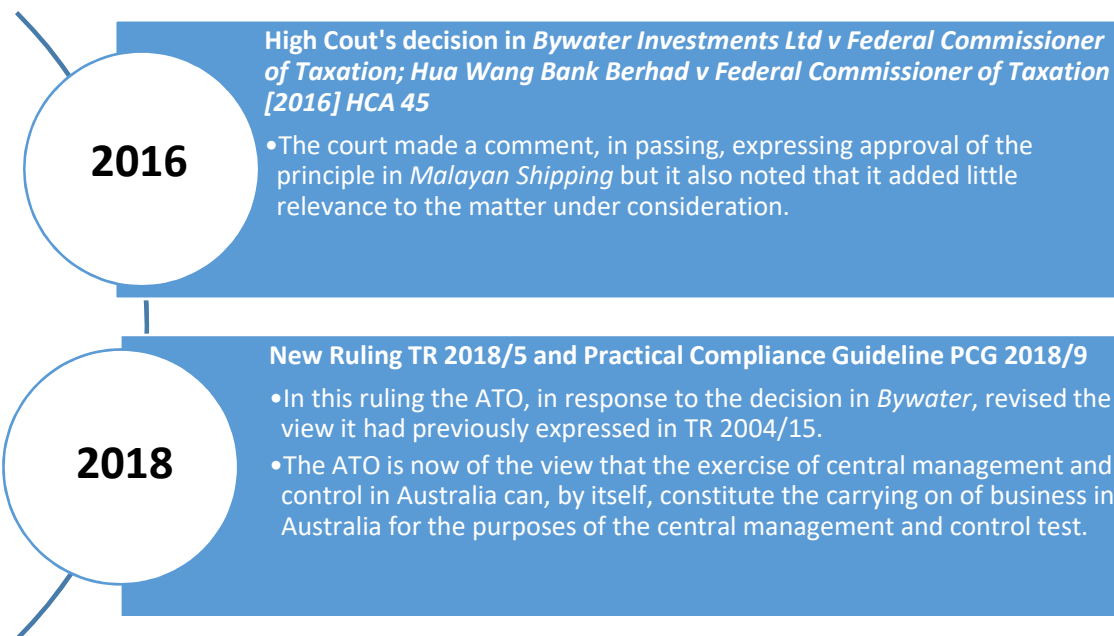 2016
High Cout's decision in Bywater Investments Ltd v Federal Commissioner
of Taxation; Hua Wang Bank Berhad v Federal Commissioner of Taxation
[2016] HCA 45
•The court made a comment, in passing, expressing approval of the
principle in Malayan Shipping but it also noted that it added little
relevance to the matter under consideration.
2018
New Ruling TR 2018/5 and Practical Compliance Guideline PCG 2018/9
•In this ruling the ATO, in response to the decision in Bywater, revised the
view it had previously expressed in TR 2004/15.
•The ATO is now of the view that the exercise of central management and
control in Australia can, by itself, constitute the carrying on of business in
Australia for the purposes of the central management and control test.